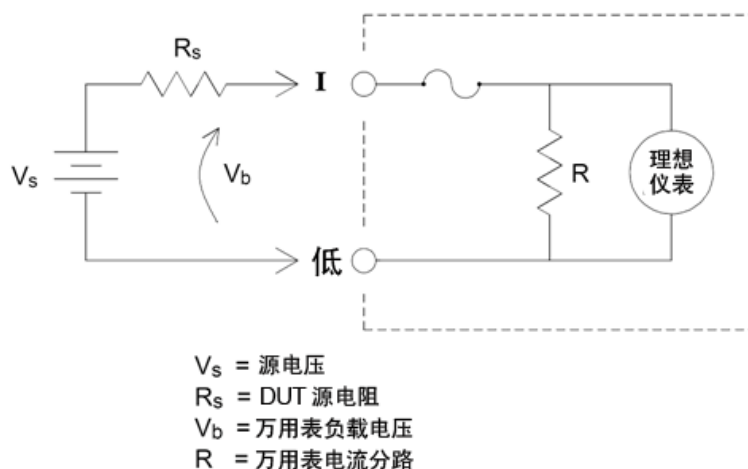 Rs
I
Vs
Vb
R
理想
仪表
低
Vs = 源电压
Rs = DUT 源电阻
Vb = 万用表负载电压
R = 万用表电流分路